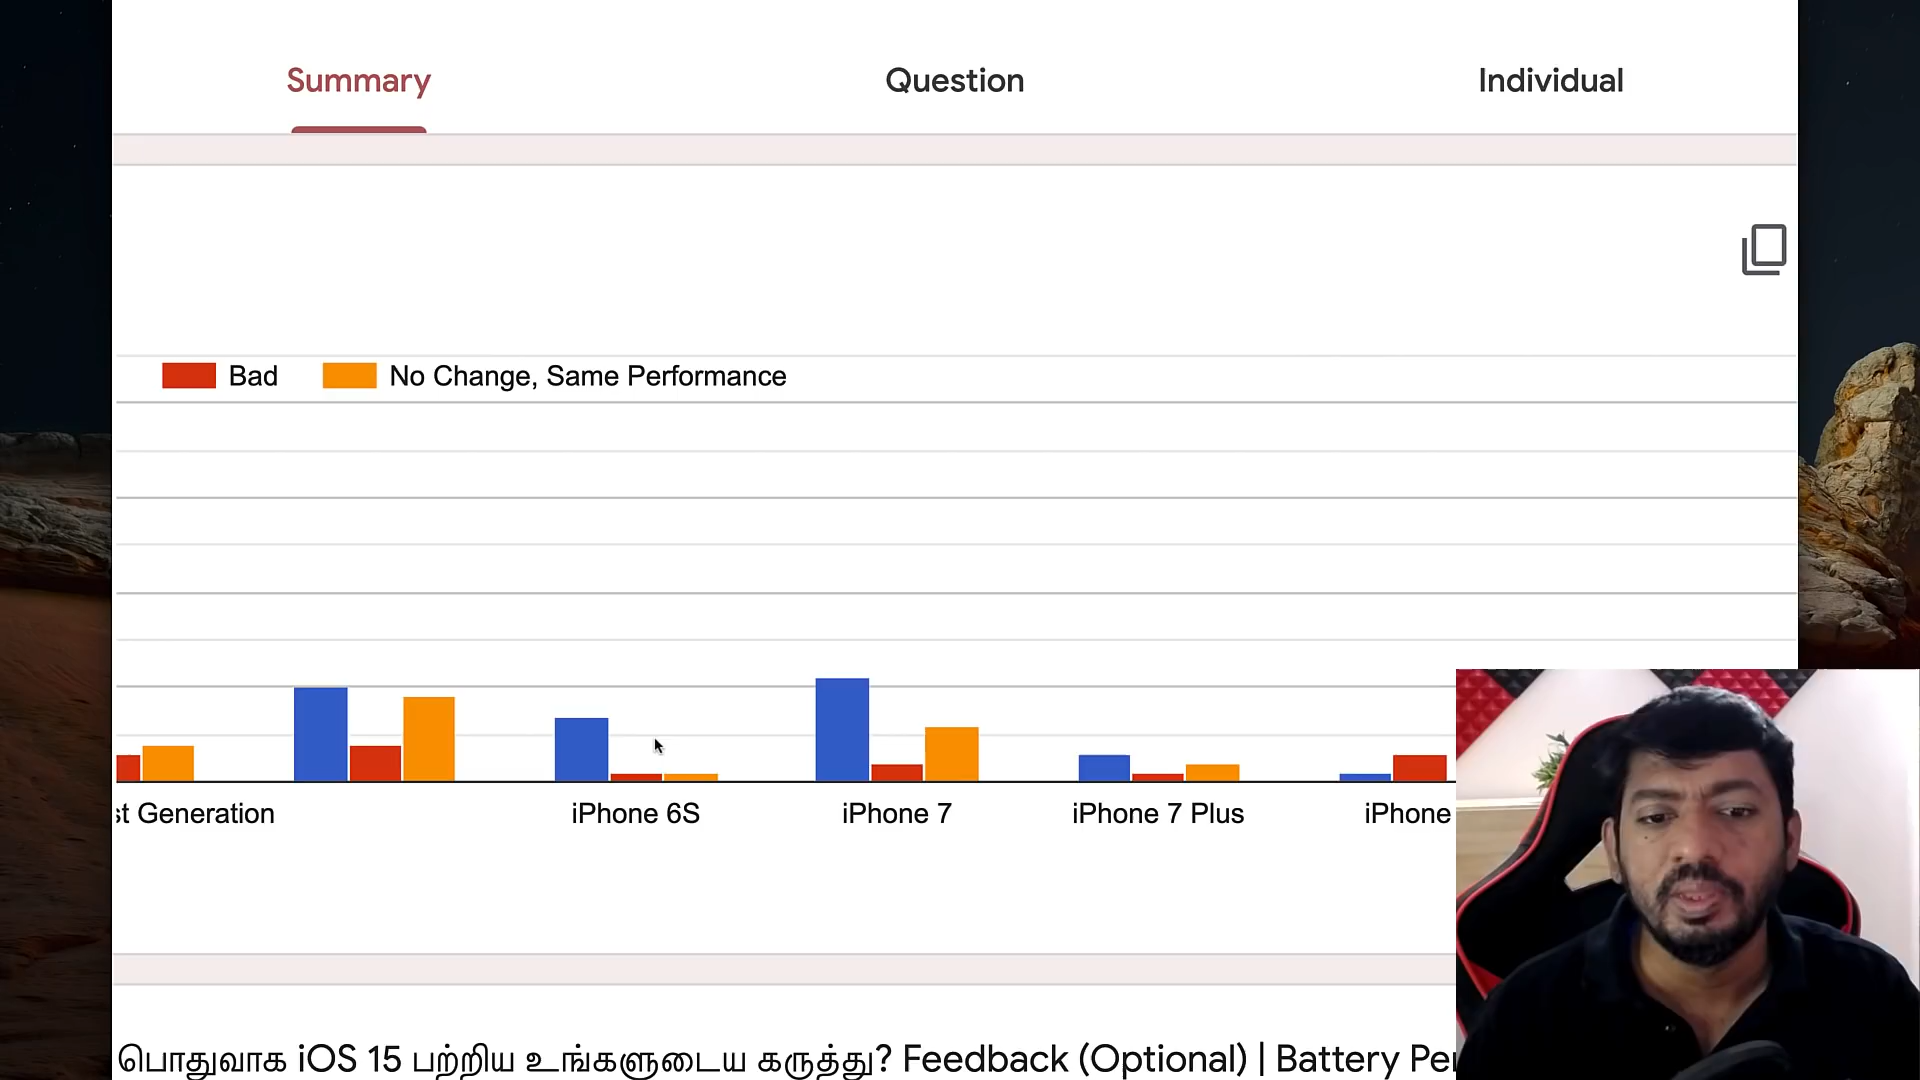 Summary Question Individual
Bad No Change, Same Performance
st Generation iPhone 6S iPhone 7 iPhone 7 Plus iPhone
பொதுவாக iOS 15 பற்றிய உங்களுடைய கருத்து? Feedback (Optional) | Battery Pe